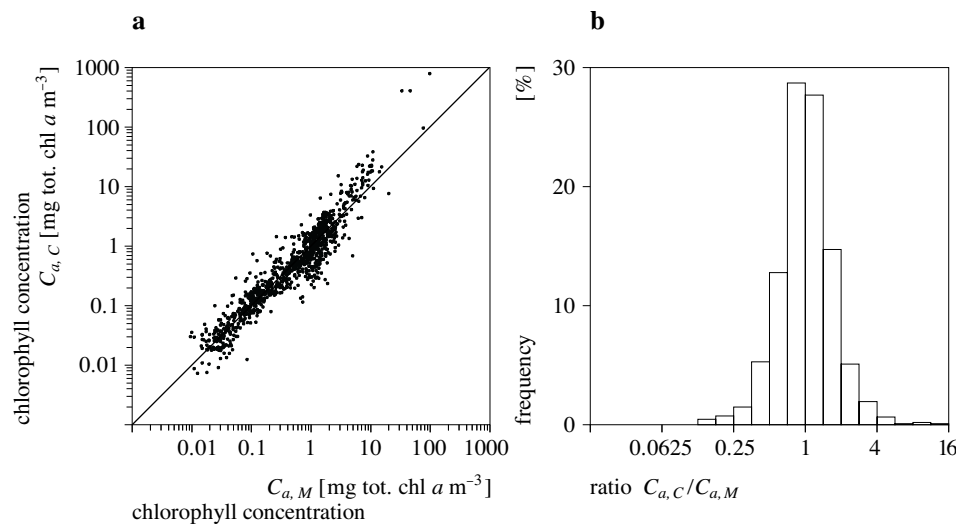 a
chlorophyll concentration
C_{a, C} [mg tot. chl a m⁻³]
1000
100
10
1
0.1
0.01
0.01 0.1 1 10 100 1000
C_{a, M} [mg tot. chl a m⁻³]
chlorophyll concentration
b
frequency [%]
30
20
10
0
0.0625 0.25 1 4 16
ratio C_{a, C}/C_{a, M}